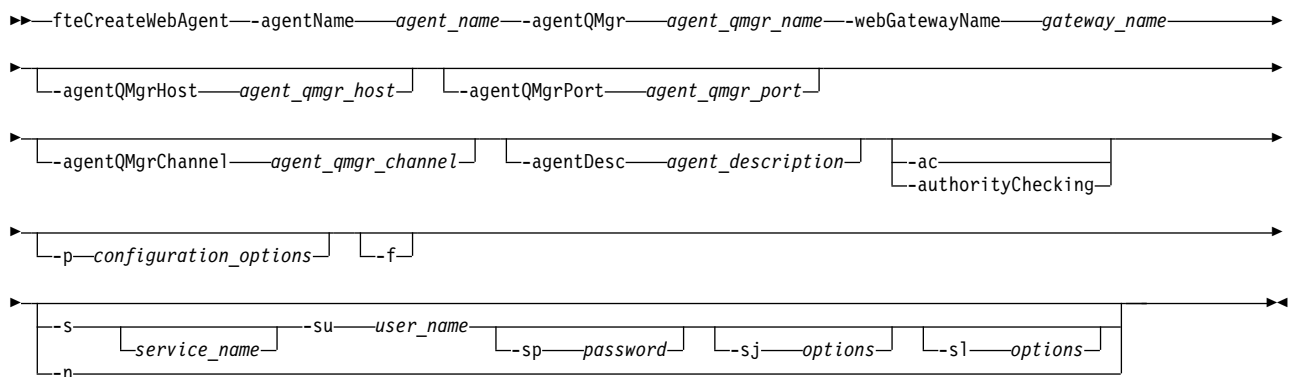 fteCreateWebAgent -agentName agent_name -agentQMgr agent_qmgr_name -webGatewayName gateway_name
-agentQMgrHost agent_qmgr_host -agentQMgrPort agent_qmgr_port
-agentQMgrChannel agent_qmgr_channel -agentDesc agent_description -ac
-authorityChecking
-p configuration_options -f
-s -su user_name
service_name -sp password -sj options -sl options
-n